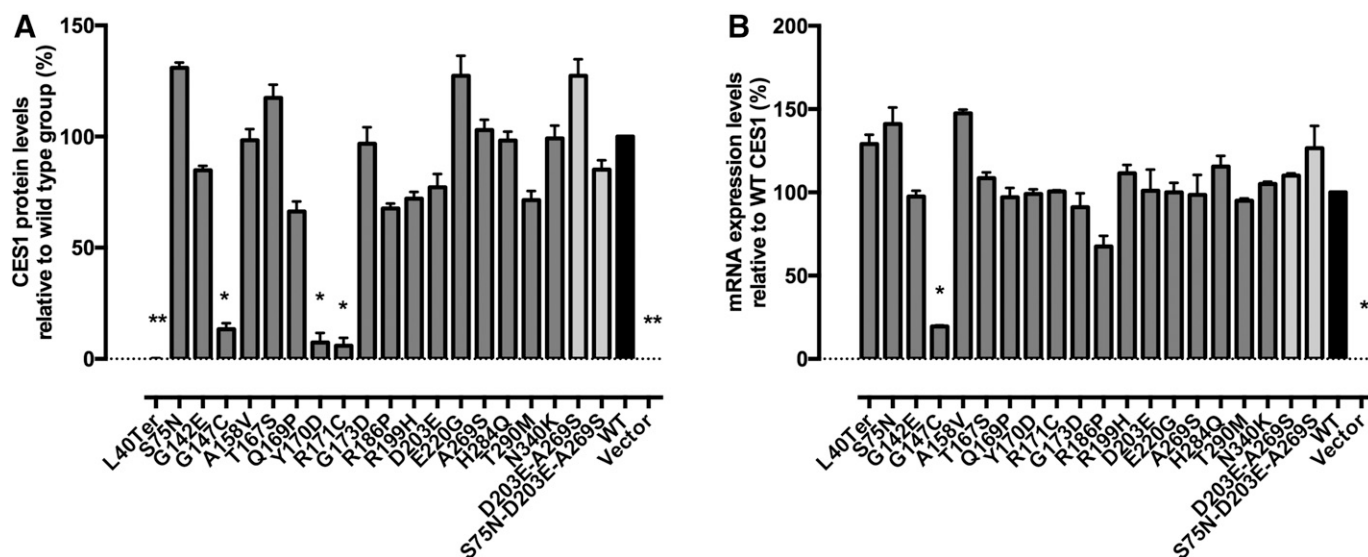 A
CES1 protein levels
relative to wild type group (%)
150
100
50
0
**
*
*
*
**
L40Ter
S75N
G142E
G147C
A158V
T167S
Q169P
Y170D
R171C
G173D
R186P
R199H
D203E
E220G
A269S
H284Q
T290M
N340K
D203E-A269S
S75N-D203E-A269S
WT
Vector
B
mRNA expression levels
relative to WT CES1 (%)
200
150
100
50
0
*
*
L40Ter
S75N
G142E
G147C
A158V
T167S
Q169P
Y170D
R171C
G173D
R186P
R199H
D203E
E220G
A269S
H284Q
T290M
N340K
D203E-A269S
S75N-D203E-A269S
WT
Vector